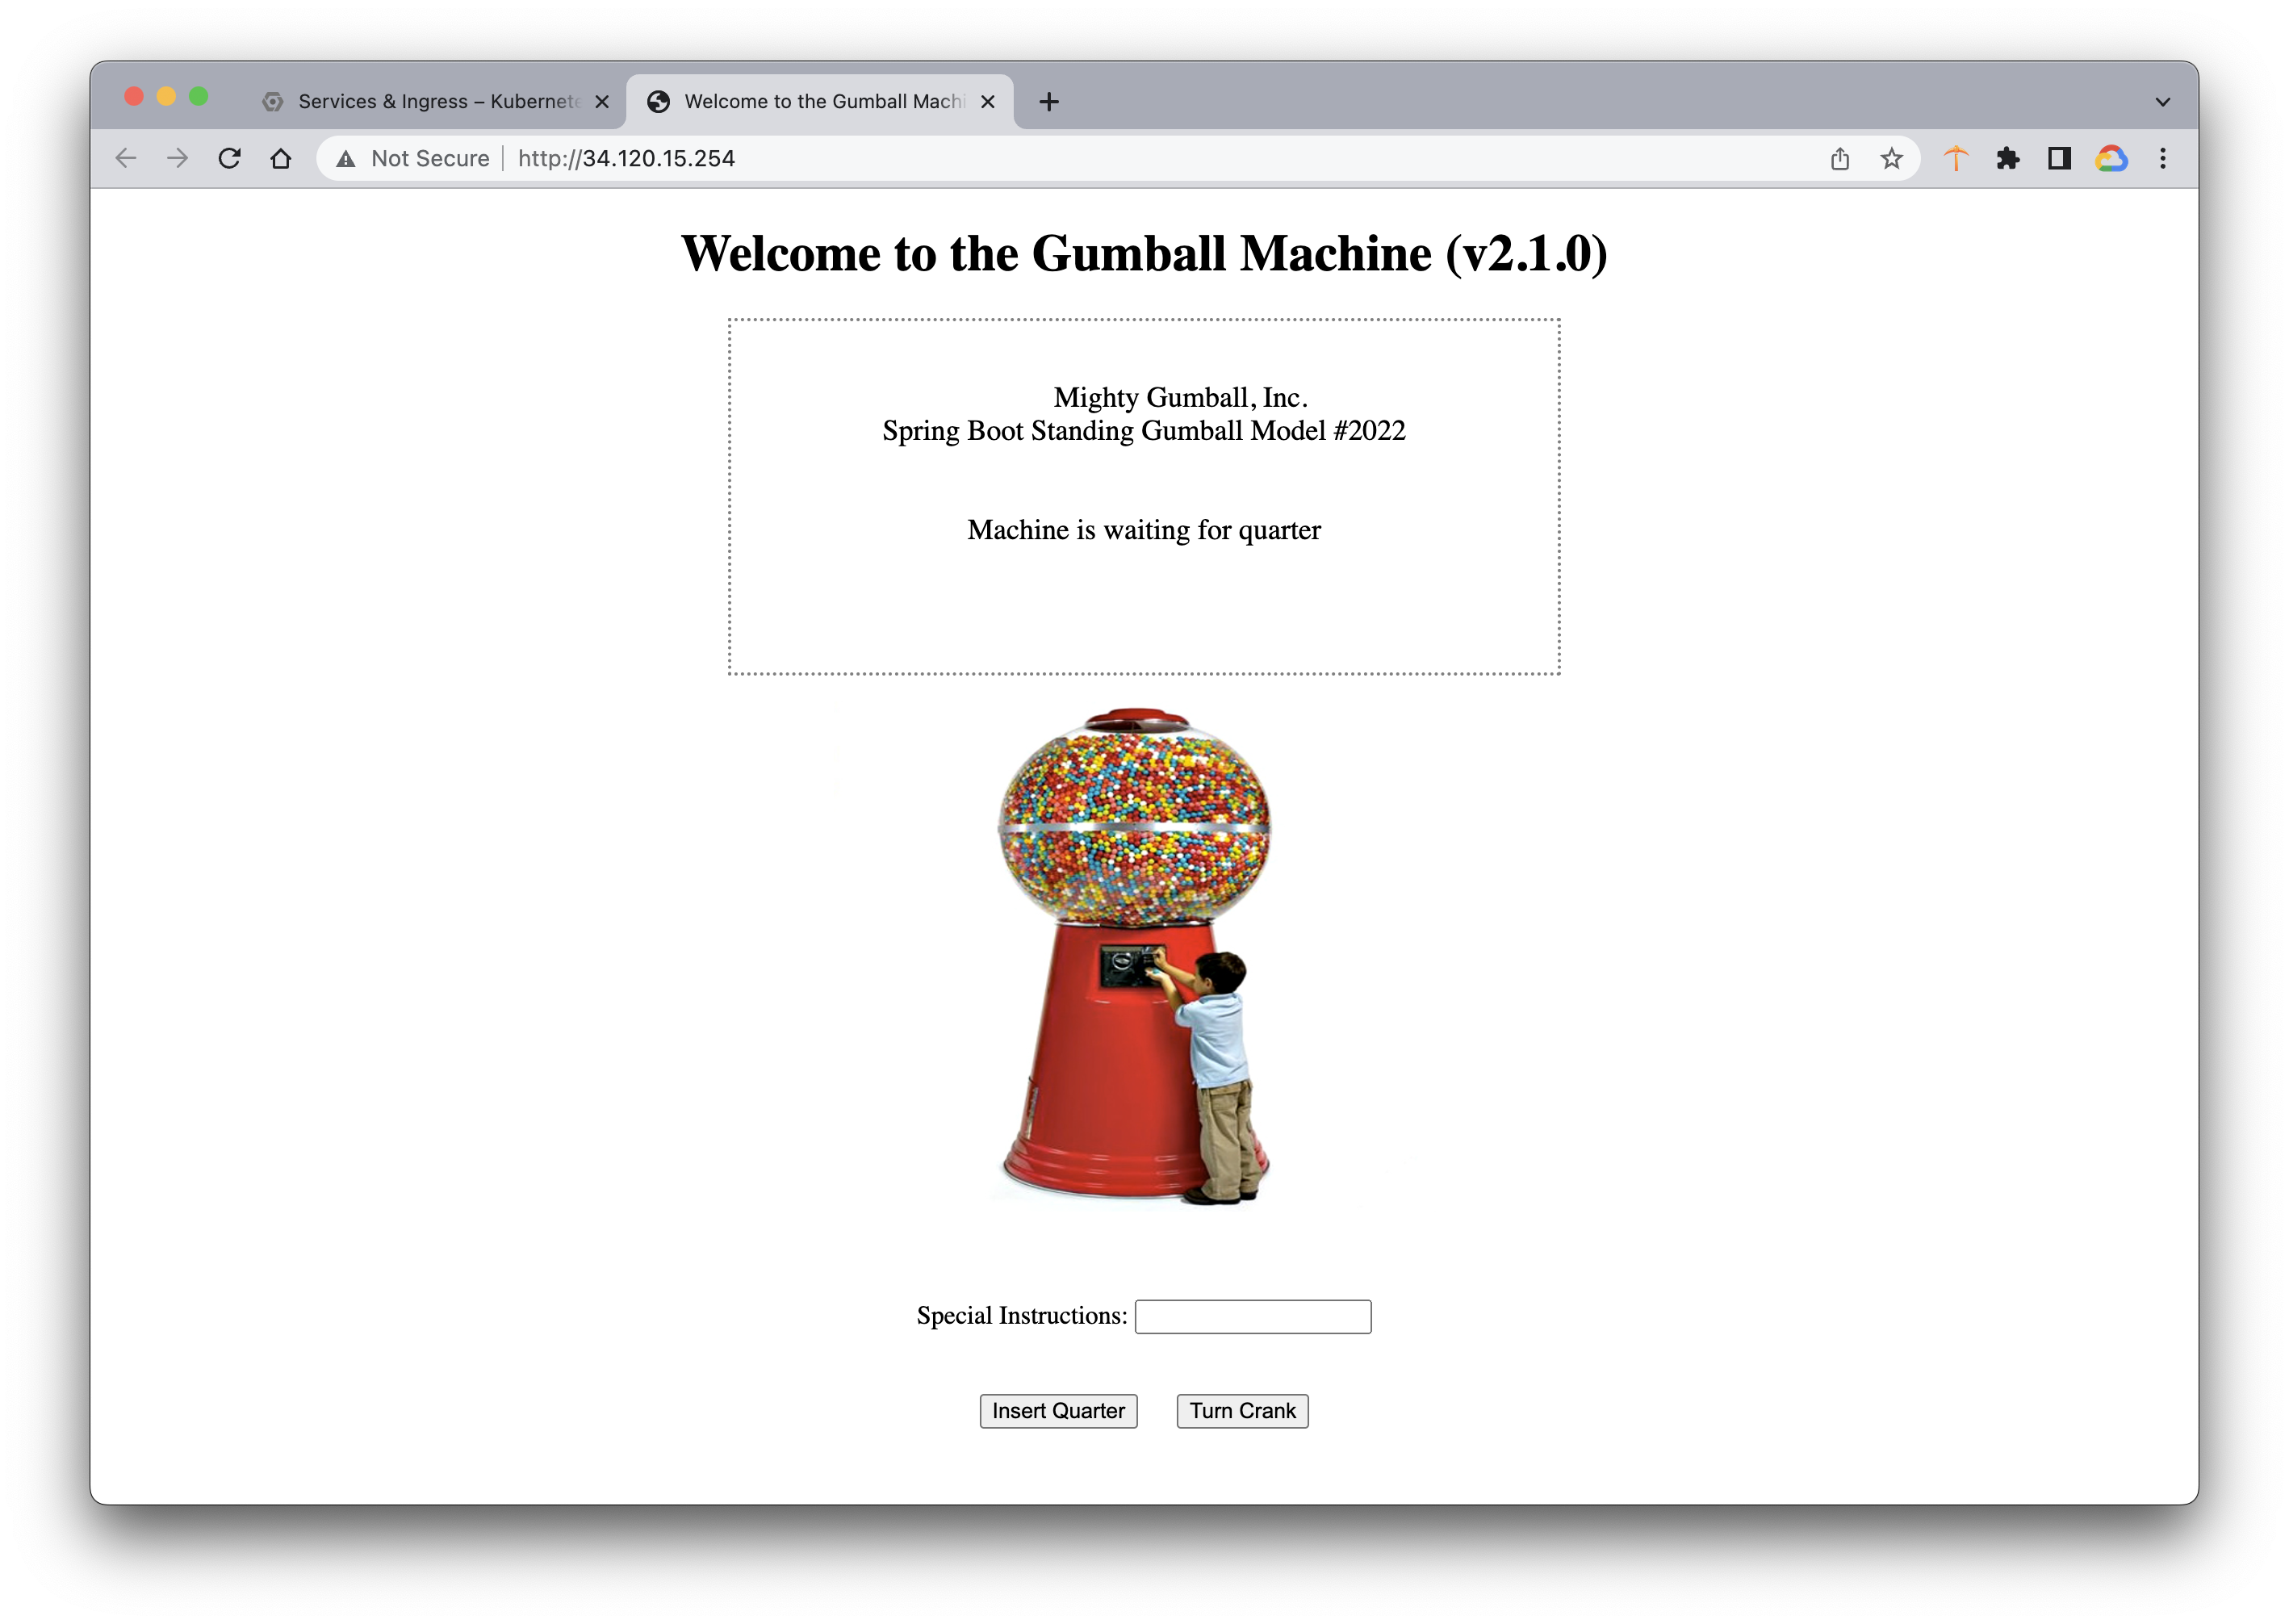 Services & Ingress – Kubernete
Welcome to the Gumball Machi
Not Secure
http://34.120.15.254
Welcome to the Gumball Machine (v2.1.0)
Mighty Gumball, Inc.
Spring Boot Standing Gumball Model #2022
Machine is waiting for quarter
Special Instructions:
Insert Quarter
Turn Crank